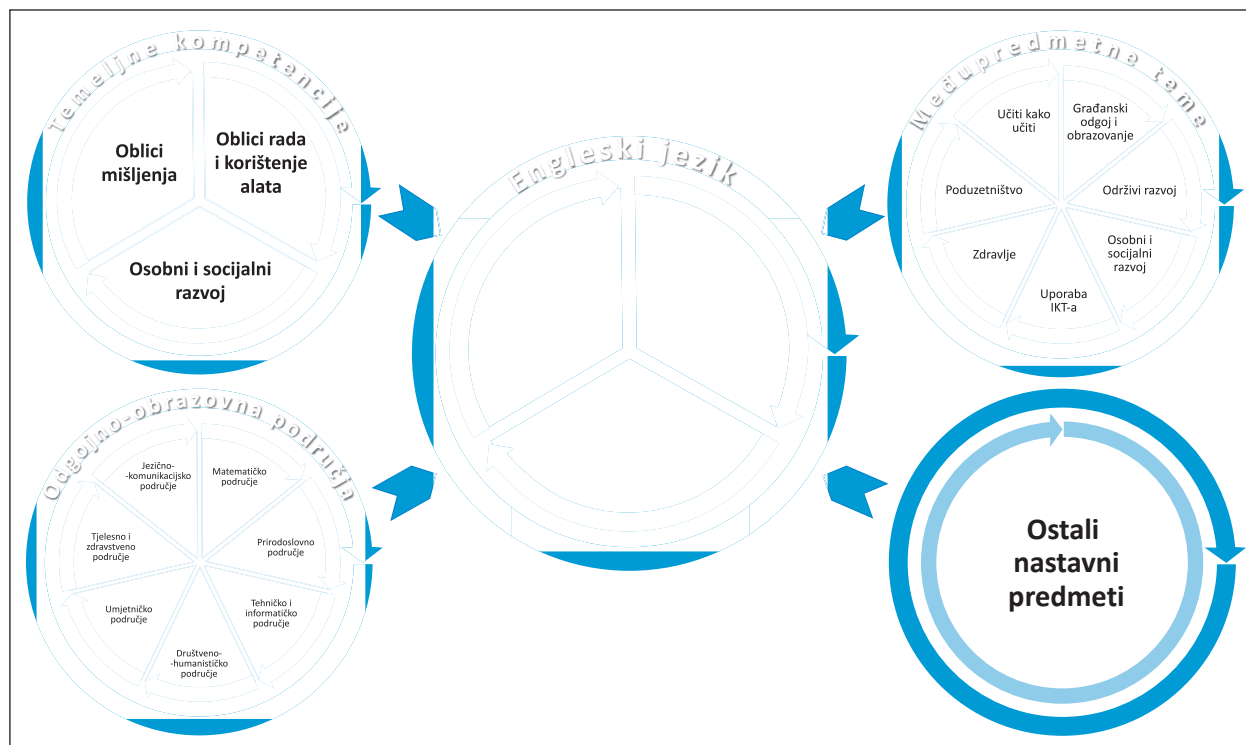 Temeljne kompetencije
Oblici
mišljenja
Oblici rada
i korištenje
alata
Osobni i socijalni
razvoj
Engleski jezik
Međupredmetne teme
Učiti kako
učiti
Građanski
odgoj i
obrazovanje
Poduzetništvo
Održivi razvoj
Zdravlje
Osobni i
socijalni
razvoj
Uporaba
IKT-a
Odgojno-obrazovna područja
Jezično-
-komunikacijsko
područje
Matematičko
područje
Tjelesno i
zdravstveno
područje
Prirodoslovno
područje
Umjetničko
područje
Tehničko i
informatičko
područje
Društveno-
-humanističko
područje
Ostali
nastavni
predmeti